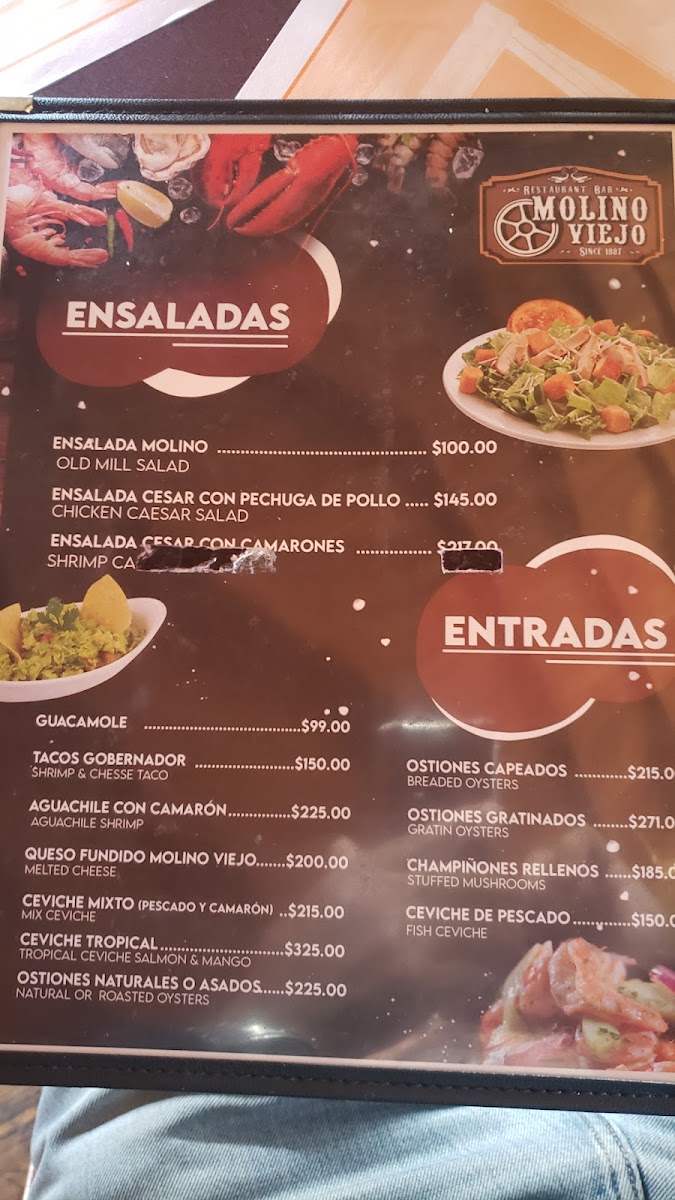 RESTAURANT BAR
MOLINO
VIEJO
SINCE 1887
ENSALADAS
ENSALADA MOLINO ........ $100.00
OLD MILL SALAD
ENSALADA CESAR CON PECHUGA DE POLLO ..... $145.00
CHICKEN CAESAR SALAD
ENSALADA CESAR CON CAMARONES ........ $217.00
SHRIMP CA
ENTRADAS
GUACAMOLE ........ $99.00
TACOS GOBERNADOR ........ $150.00
SHRIMP & CHESSE TACO
AGUACHILE CON CAMARÓN ........ $225.00
AGUACHILE SHRIMP
QUESO FUNDIDO MOLINO VIEJO ....... $200.00
MELTED CHEESE
CEVICHE MIXTO (PESCADO Y CAMARÓN) .. $215.00
MIX CEVICHE
CEVICHE TROPICAL ........ $325.00
TROPICAL CEVICHE SALMON & MANGO
OSTIONES NATURALES O ASADOS ...... $225.00
NATURAL OR ROASTED OYSTERS
OSTIONES CAPEADOS ........... $215.0
BREADED OYSTERS
OSTIONES GRATINADOS ....... $271.0
GRATIN OYSTERS
CHAMPIÑONES RELLENOS ...... $185.0
STUFFED MUSHROOMS
CEVICHE DE PESCADO ........ $150.0
FISH CEVICHE